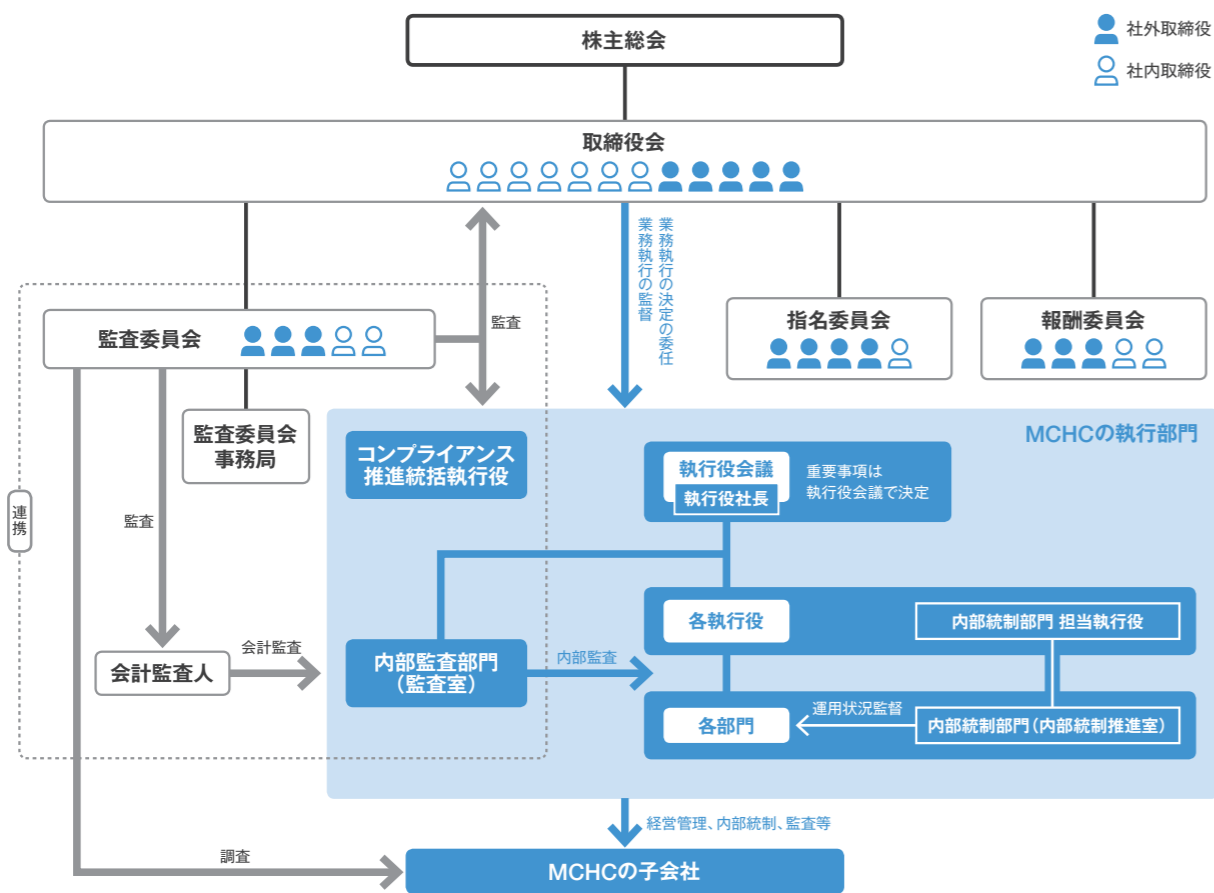 株主総会
社外取締役
社内取締役
取締役会
業務執行の決定の委任
業務執行の監督
監査
監査委員会
指名委員会
報酬委員会
監査委員会
事務局
MCHCの執行部門
コンプライアンス
推進統括執行役
執行役会議
執行役社長
重要事項は
執行役会議で決定
連携
監査
各執行役
内部統制部門 担当執行役
会計監査人
会計監査
内部監査部門
（監査室）
内部監査
各部門
運用状況監督
内部統制部門（内部統制推進室）
経営管理、内部統制、監査等
調査
MCHCの子会社